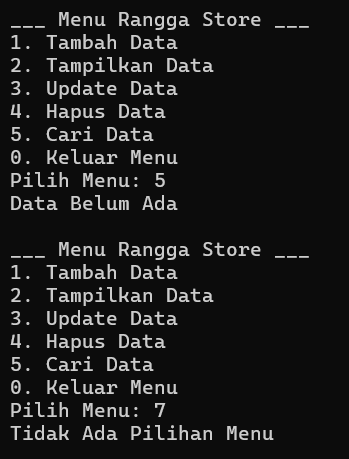 ___ Menu Rangga Store ___
1. Tambah Data
2. Tampilkan Data
3. Update Data
4. Hapus Data
5. Cari Data
0. Keluar Menu
Pilih Menu: 5
Data Belum Ada

___ Menu Rangga Store ___
1. Tambah Data
2. Tampilkan Data
3. Update Data
4. Hapus Data
5. Cari Data
0. Keluar Menu
Pilih Menu: 7
Tidak Ada Pilihan Menu